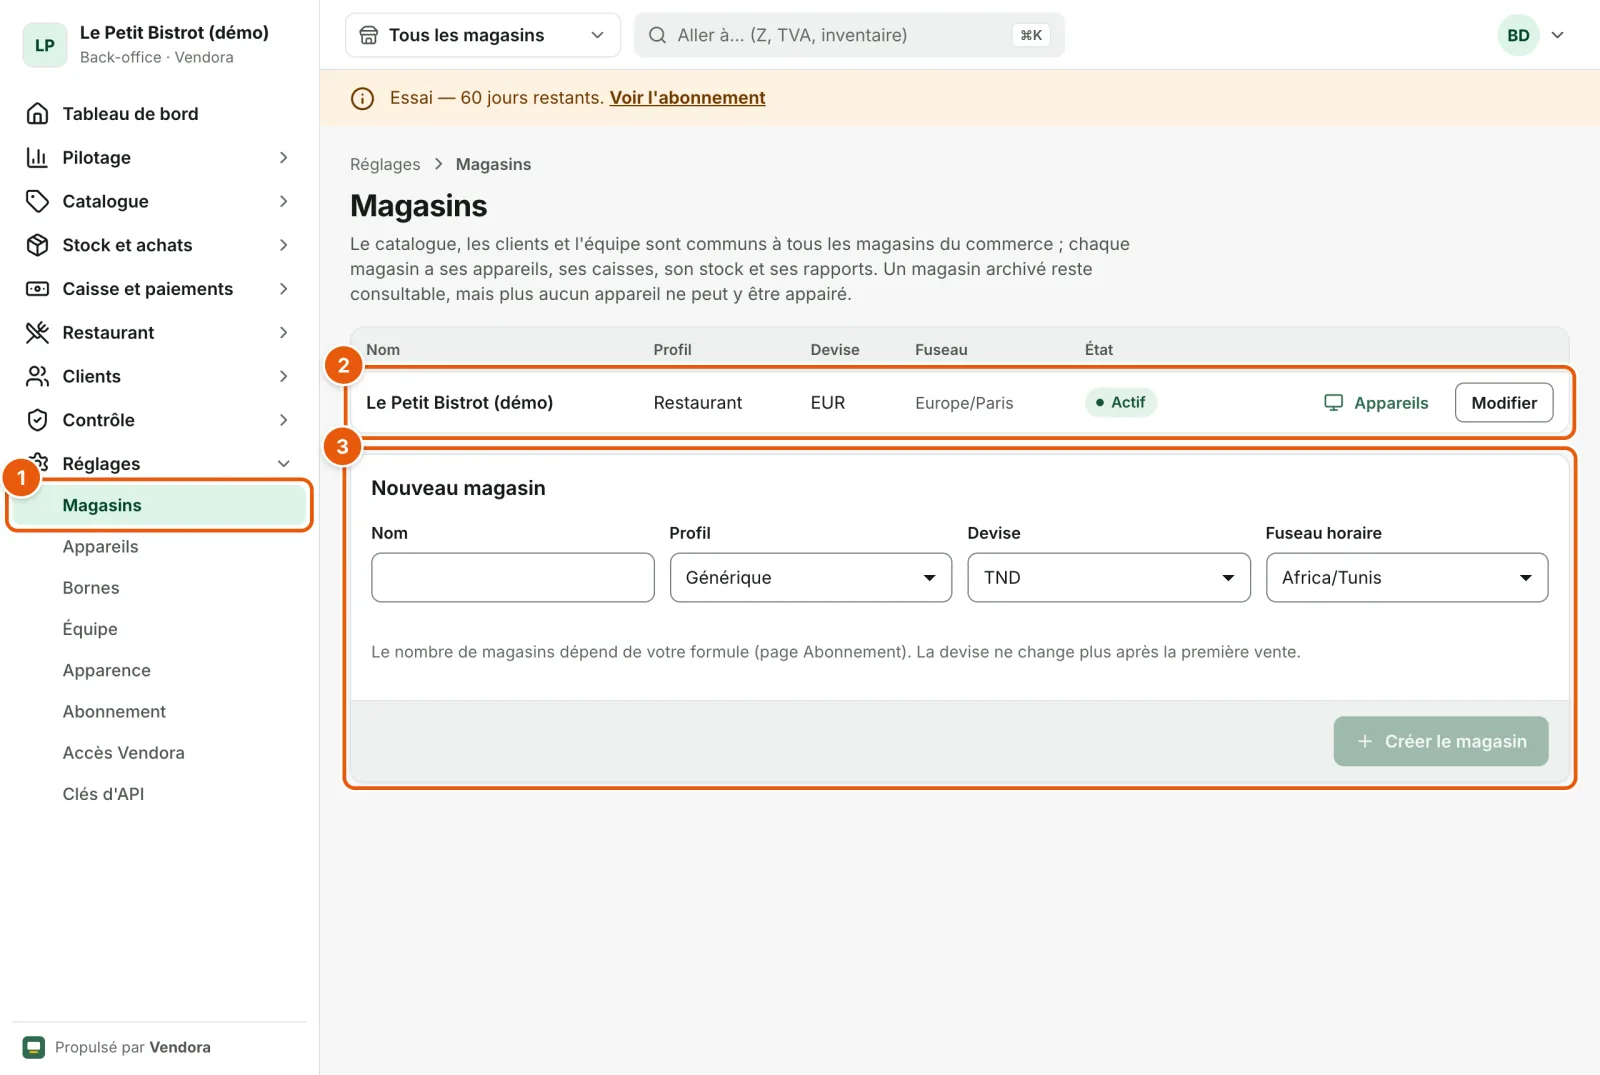 LP
Le Petit Bistrot (démo)
Back-office · Vendora
Tableau de bord
Pilotage
Catalogue
Stock et achats
Caisse et paiements
Restaurant
Clients
Contrôle
Réglages
1
Magasins
Appareils
Bornes
Équipe
Apparence
Abonnement
Accès Vendora
Clés d'API
Propulsé par Vendora
Tous les magasins
Aller à... (Z, TVA, inventaire)
⌘K
BD
Essai — 60 jours restants. Voir l'abonnement
Réglages > Magasins
Magasins
Le catalogue, les clients et l'équipe sont communs à tous les magasins du commerce ; chaque
magasin a ses appareils, ses caisses, son stock et ses rapports. Un magasin archivé reste
consultable, mais plus aucun appareil ne peut y être appairé.
Nom Profil Devise Fuseau État
2
Le Petit Bistrot (démo) Restaurant EUR Europe/Paris Actif Appareils Modifier
3
Nouveau magasin
Nom Profil Devise Fuseau horaire
Générique TND Africa/Tunis
Le nombre de magasins dépend de votre formule (page Abonnement). La devise ne change plus après la première vente.
+ Créer le magasin